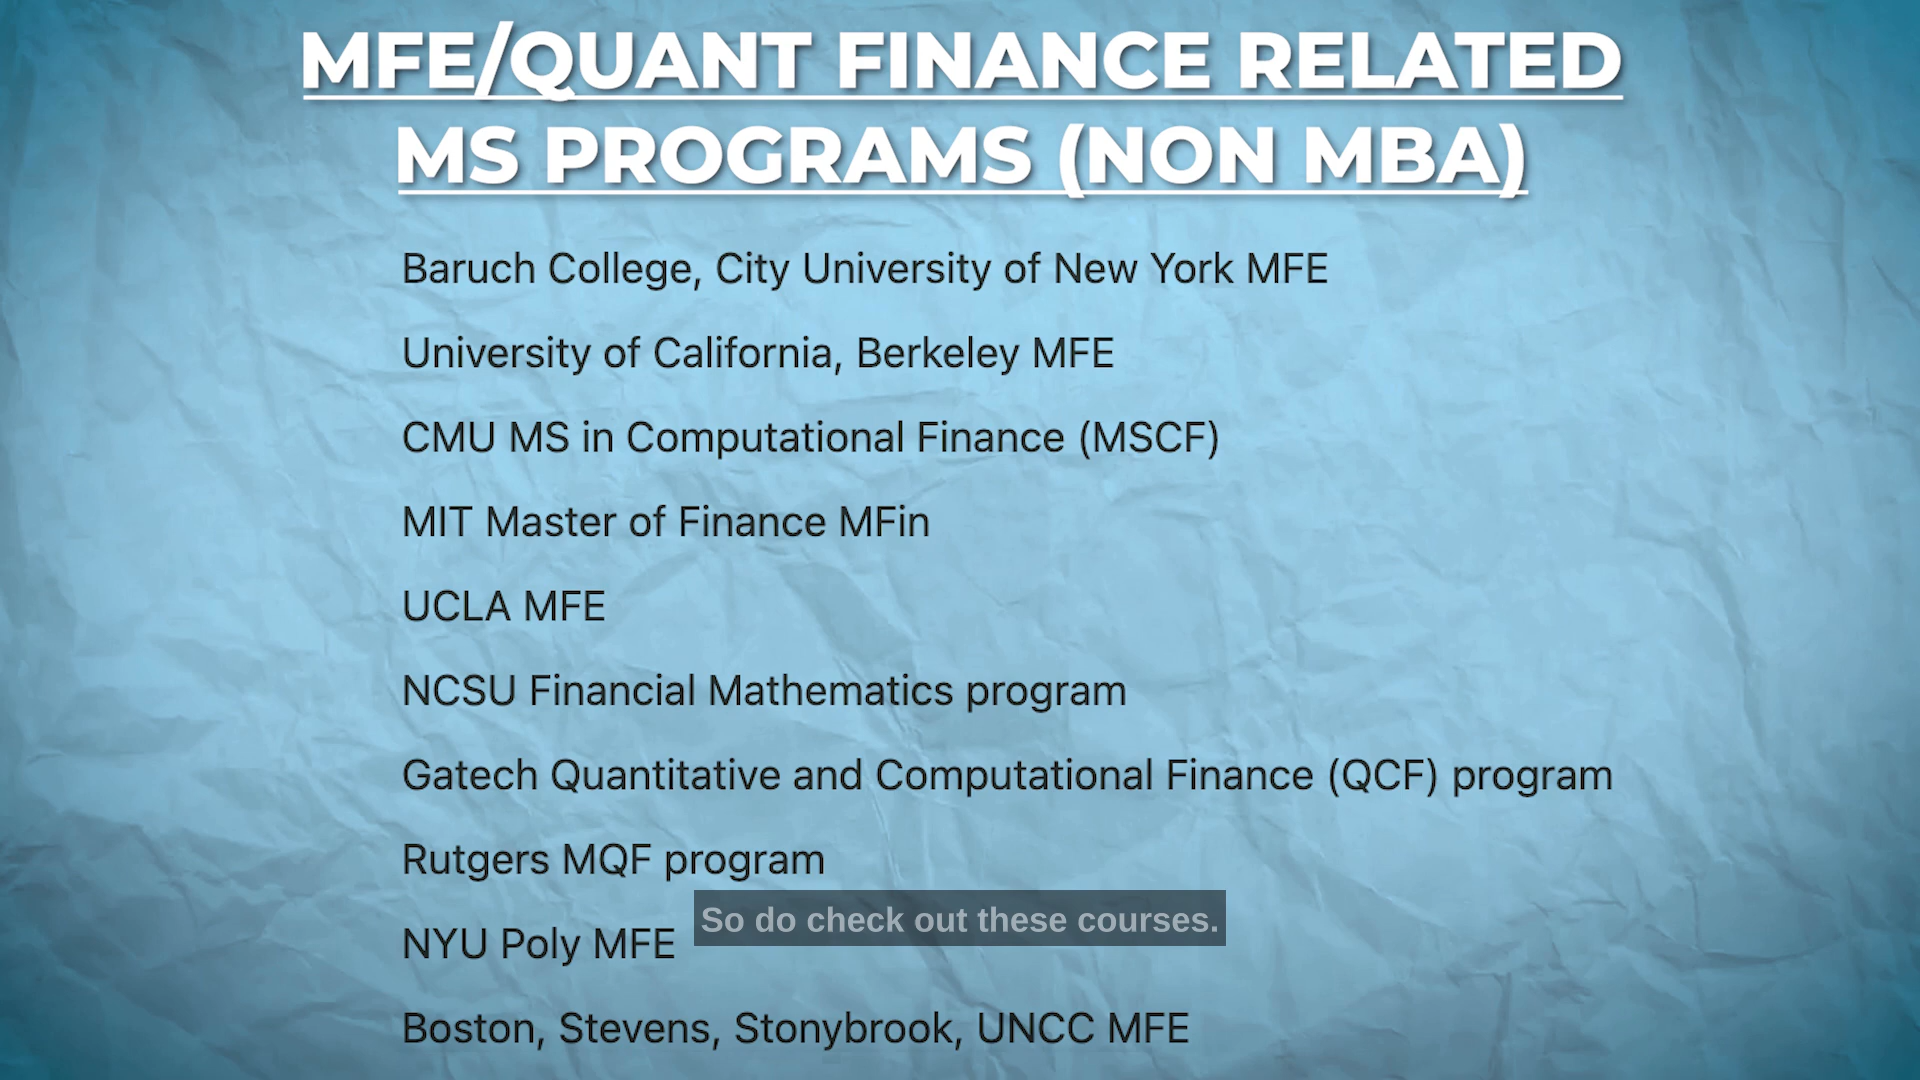 MFE/QUANT FINANCE RELATED
MS PROGRAMS (NON MBA)
Baruch College, City University of New York MFE
University of California, Berkeley MFE
CMU MS in Computational Finance (MSCF)
MIT Master of Finance MFin
UCLA MFE
NCSU Financial Mathematics program
Gatech Quantitative and Computational Finance (QCF) program
Rutgers MQF program
So do check out these courses.
NYU Poly MFE
Boston, Stevens, Stonybrook, UNCC MFE